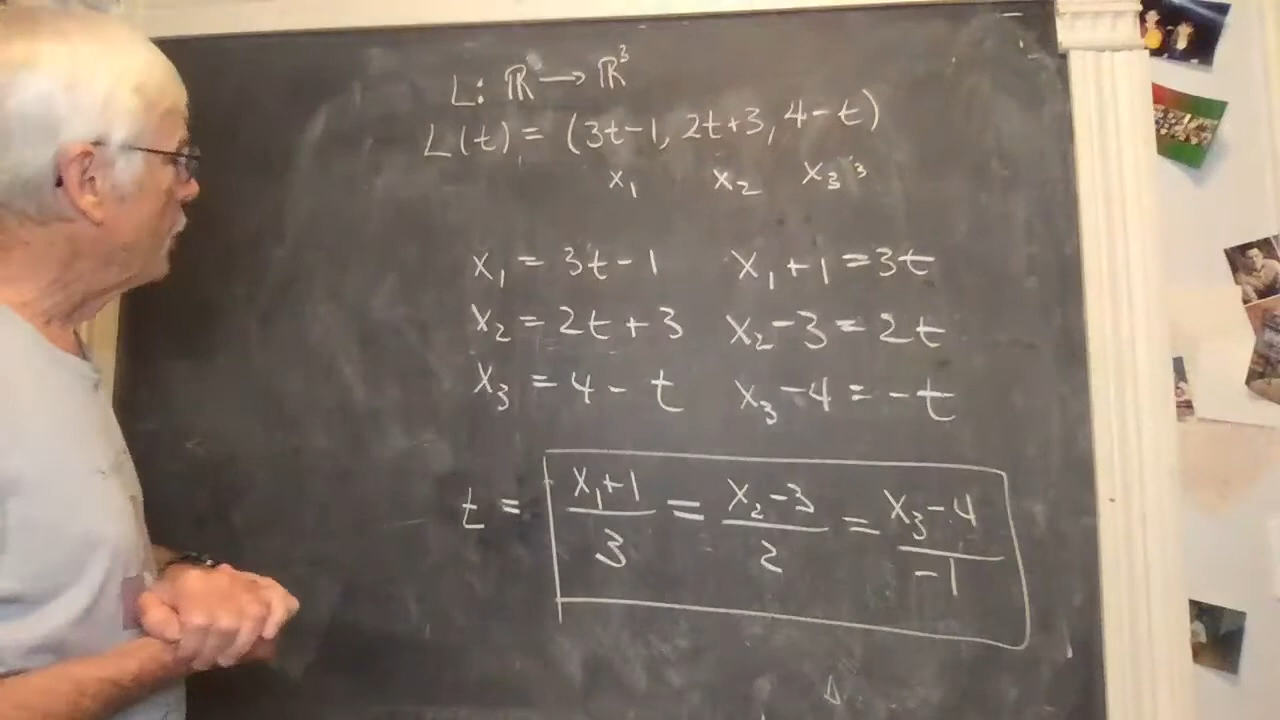 L: ℝ → ℝ³
L(t) = (3t-1, 2t+3, 4-t)
x₁ x₂ x₃ ³
x₁ = 3t-1 x₁+1 = 3t
x₂ = 2t+3 x₂-3 = 2t
x₃ = 4-t x₃-4 = -t
t = (x₁+1)/3 = (x₂-3)/2 = (x₃-4)/-1